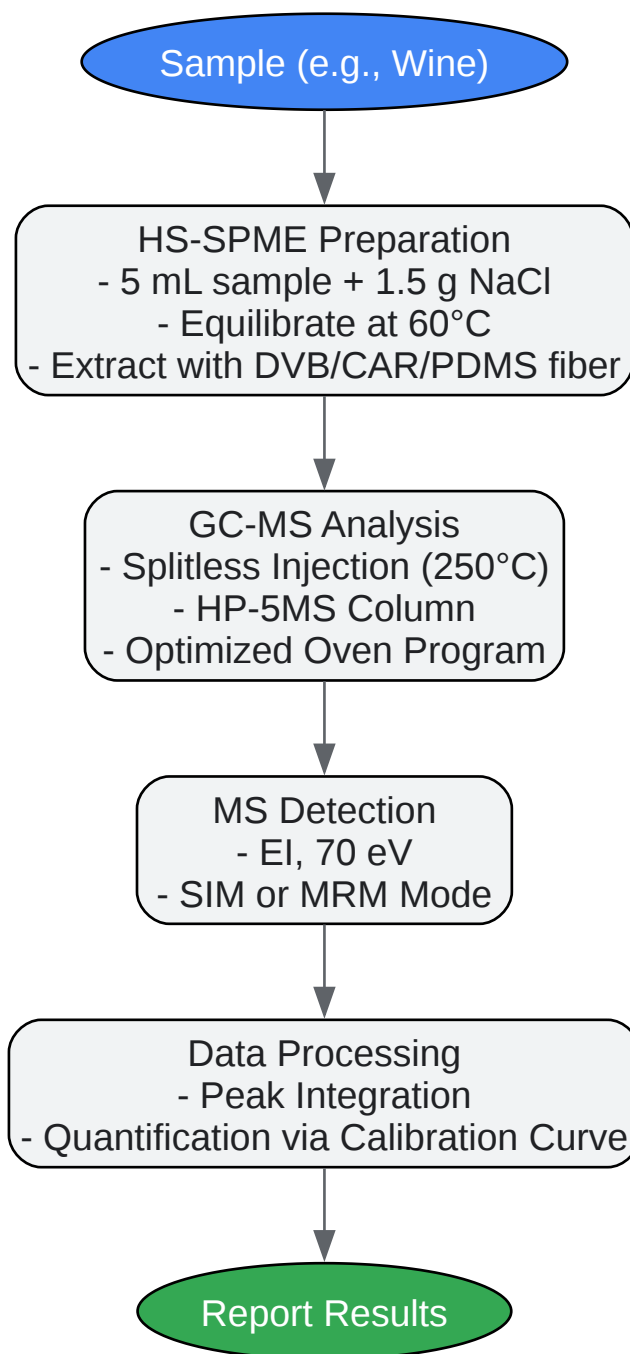 Sample (e.g., Wine)
HS-SPME Preparation
- 5 mL sample + 1.5 g NaCl
- Equilibrate at 60°C
- Extract with DVB/CAR/PDMS fiber
GC-MS Analysis
- Splitless Injection (250°C)
- HP-5MS Column
- Optimized Oven Program
MS Detection
- EI, 70 eV
- SIM or MRM Mode
Data Processing
- Peak Integration
- Quantification via Calibration Curve
Report Results